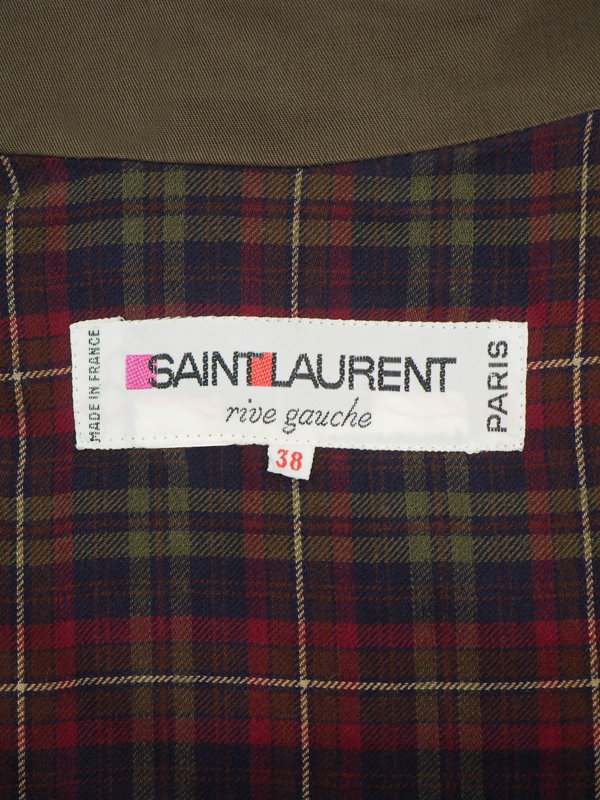 MADE IN FRANCE
SAINT LAURENT
rive gauche
PARIS
38